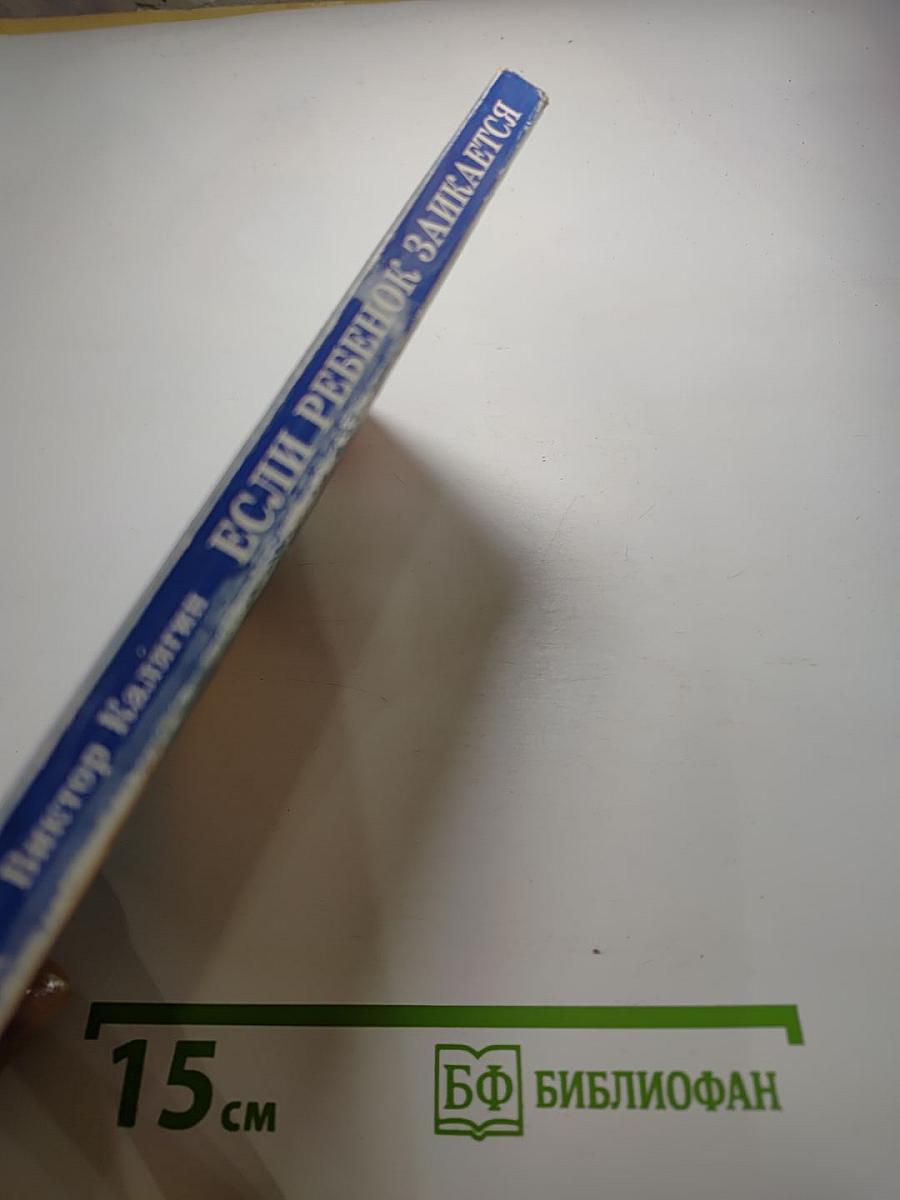 Виктор Калягин ЕСЛИ РЕБЕНОК ЗАИКАЕТСЯ
15 см
БФ БИБЛИОФАН